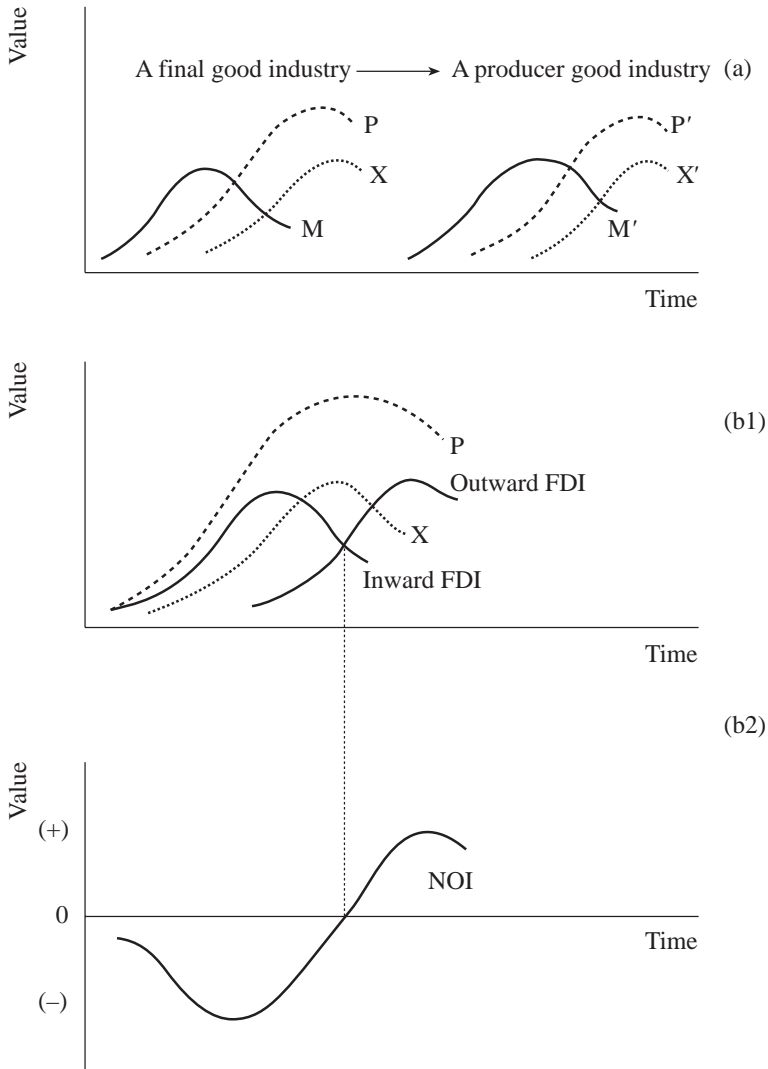 Value
A final good industry → A producer good industry (a)
P
X
M
P′
X′
M′
Time
Value
(b1)
P
Outward FDI
X
Inward FDI
Time
(b2)
Value
(+)
NOI
0
Time
(–)